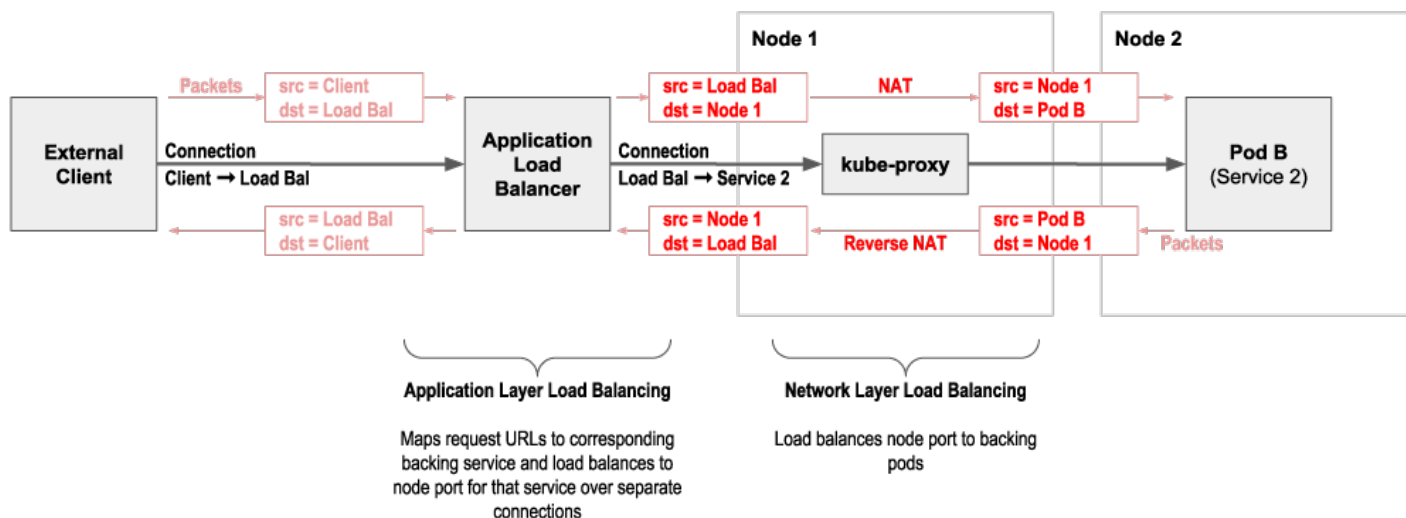 Node 1
Node 2
Packets
src = Client
dst = Load Bal
src = Load Bal
dst = Node 1
NAT
src = Node 1
dst = Pod B
External
Client
Connection
Client → Load Bal
Application
Load
Balancer
Connection
Load Bal → Service 2
kube-proxy
Pod B
(Service 2)
src = Load Bal
dst = Client
src = Node 1
dst = Load Bal
Reverse NAT
src = Pod B
dst = Node 1
Packets
Application Layer Load Balancing
Maps request URLs to corresponding
backing service and load balances to
node port for that service over separate
connections
Network Layer Load Balancing
Load balances node port to backing
pods